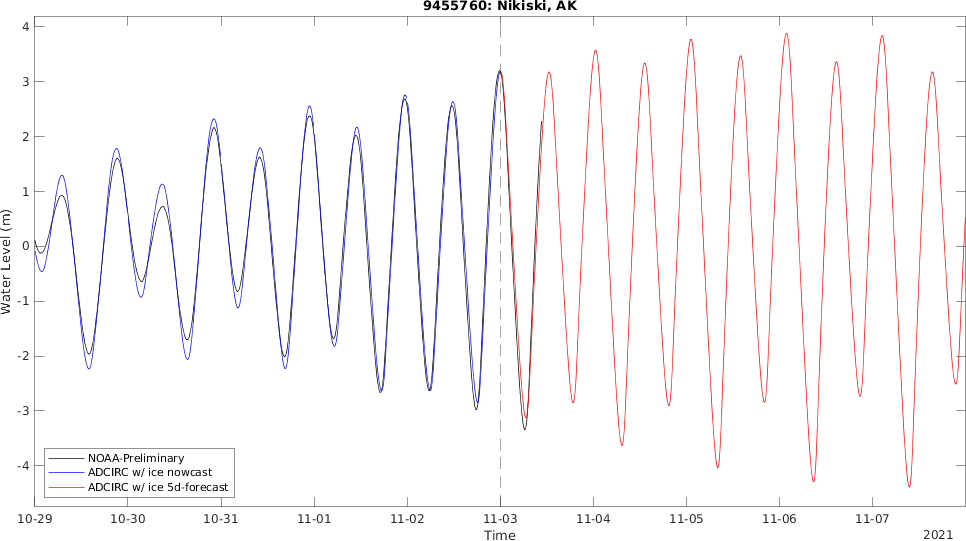 9455760: Nikiski, AK
4
3
2
1
0
-1
-2
-3
-4
Water Level (m)
NOAA-Preliminary
ADCIRC w/ ice nowcast
ADCIRC w/ ice 5d-forecast
10-29 10-30 10-31 11-01 11-02 11-03 11-04 11-05 11-06 11-07
Time
2021